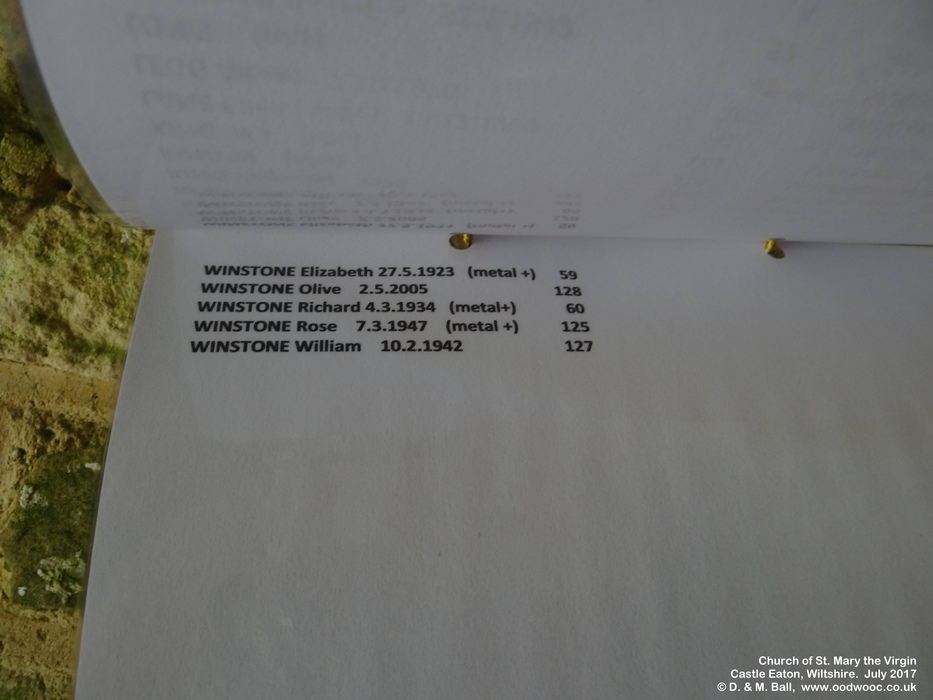 WINSTONE Elizabeth 27.5.1923 (metal +) 59
WINSTONE Olive 2.5.2005 128
WINSTONE Richard 4.3.1934 (metal+) 60
WINSTONE Rose 7.3.1947 (metal +) 125
WINSTONE William 10.2.1942 127
Church of St. Mary the Virgin
Castle Eaton, Wiltshire. July 2017
© D. & M. Ball, www.oodwooc.co.uk